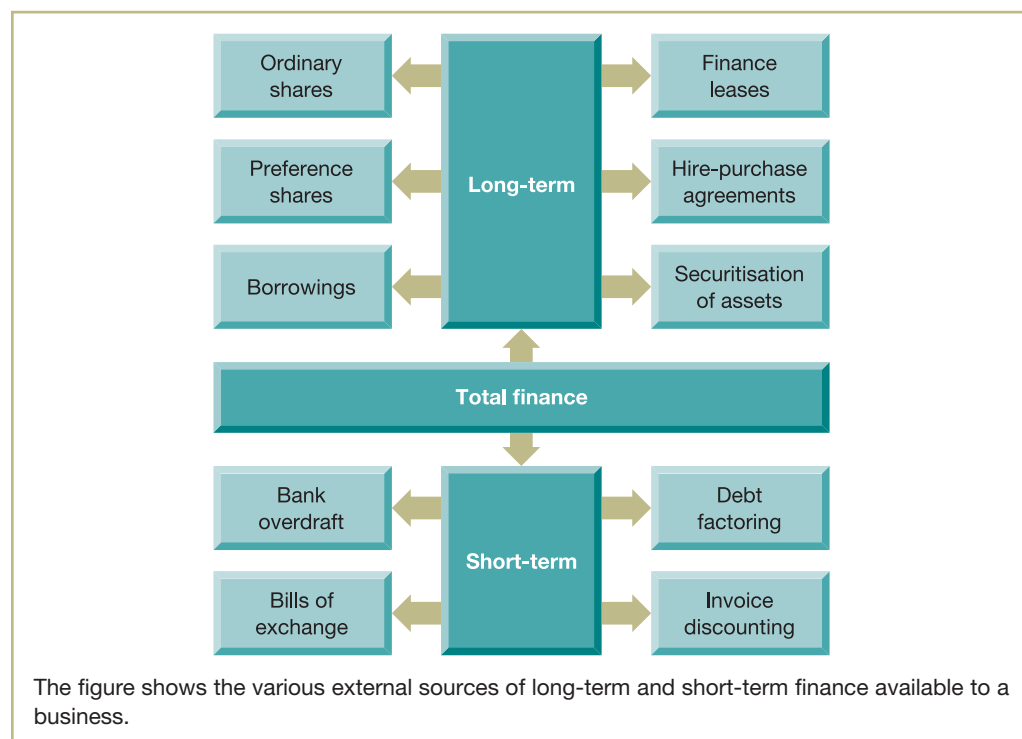 Ordinary
shares
Finance
leases
Preference
shares
Long-term
Hire-purchase
agreements
Borrowings
Securitisation
of assets
Total finance
Bank
overdraft
Debt
factoring
Short-term
Bills of
exchange
Invoice
discounting
The figure shows the various external sources of long-term and short-term finance available to a
business.